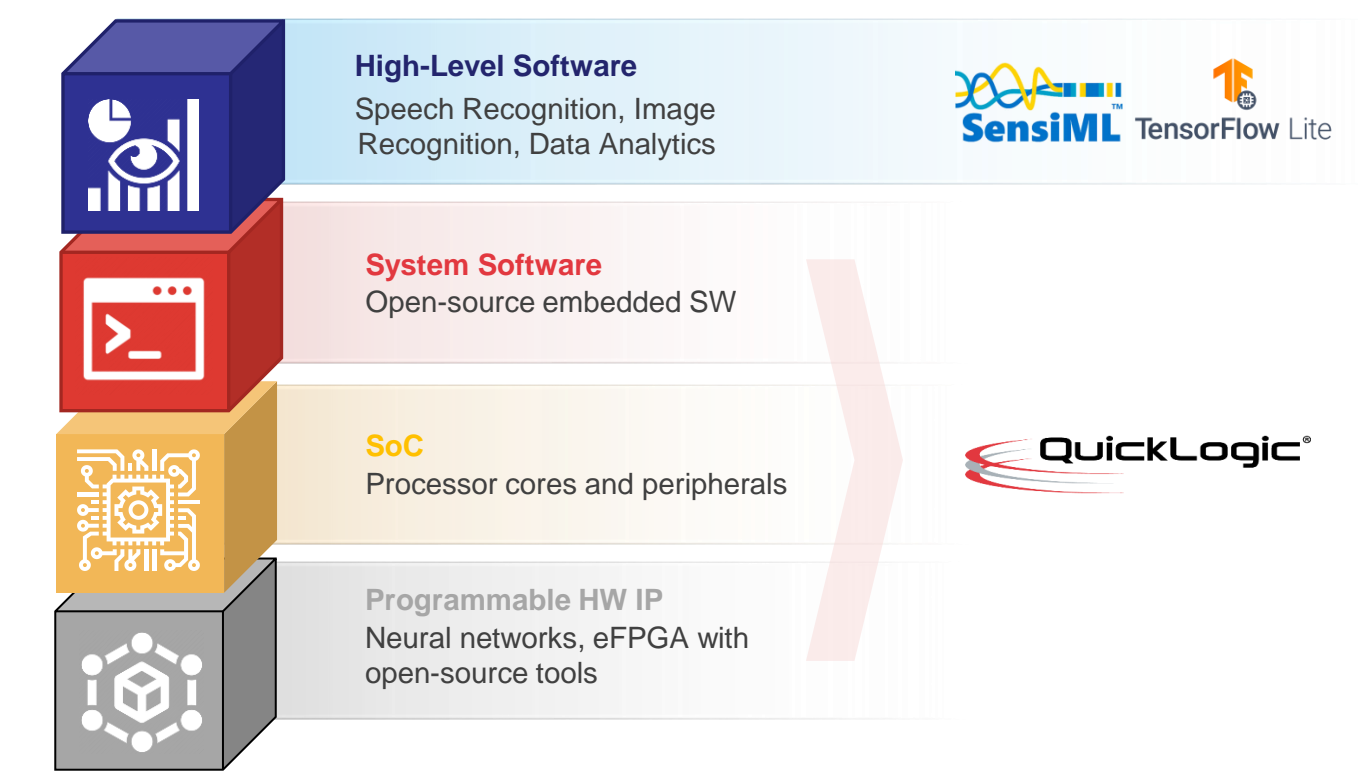 High-Level Software
Speech Recognition, Image
Recognition, Data Analytics
SensiML™
TensorFlow Lite
System Software
Open-source embedded SW
SoC
Processor cores and peripherals
QuickLogic®
Programmable HW IP
Neural networks, eFPGA with
open-source tools